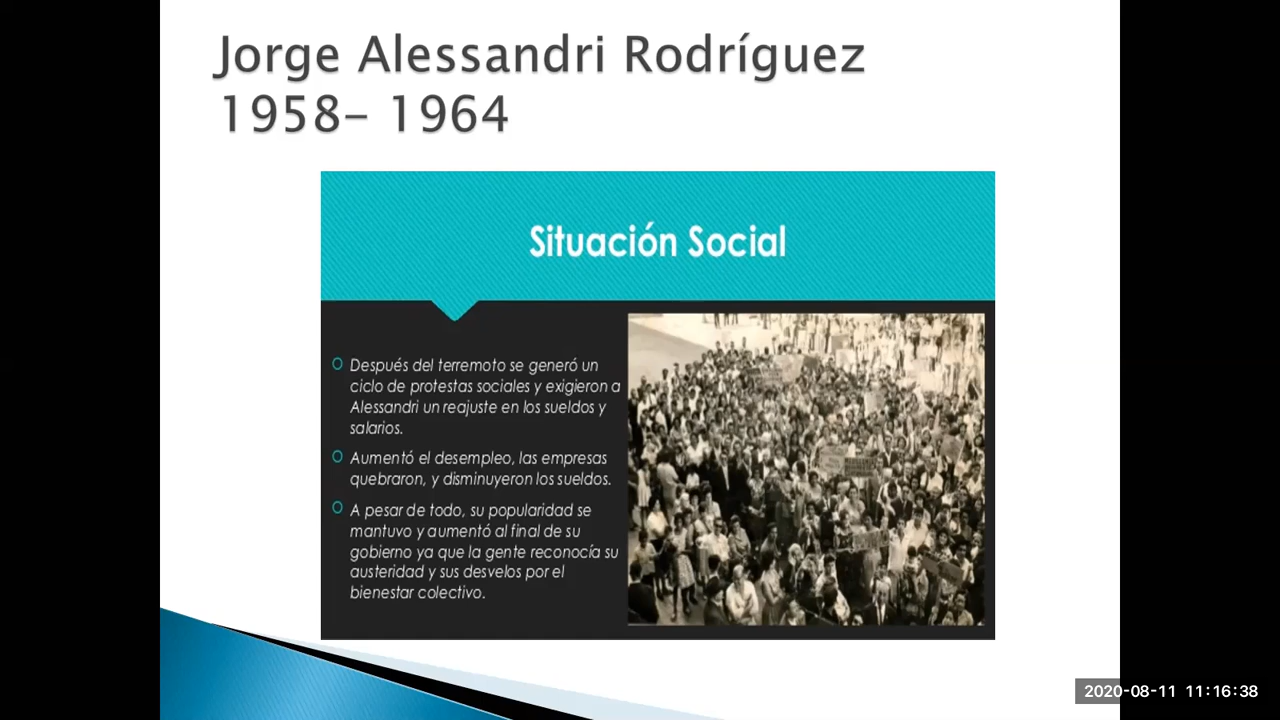 Jorge Alessandri Rodríguez
1958– 1964
Situación Social
Después del terremoto se generó un
ciclo de protestas sociales y exigieron a
Alessandri un reajuste en los sueldos y
salarios.
Aumentó el desempleo, las empresas
quebraron, y disminuyeron los sueldos.
A pesar de todo, su popularidad se
mantuvo y aumentó al final de su
gobierno ya que la gente reconocía su
austeridad y sus desvelos por el
bienestar colectivo.
2020-08-11 11:16:38